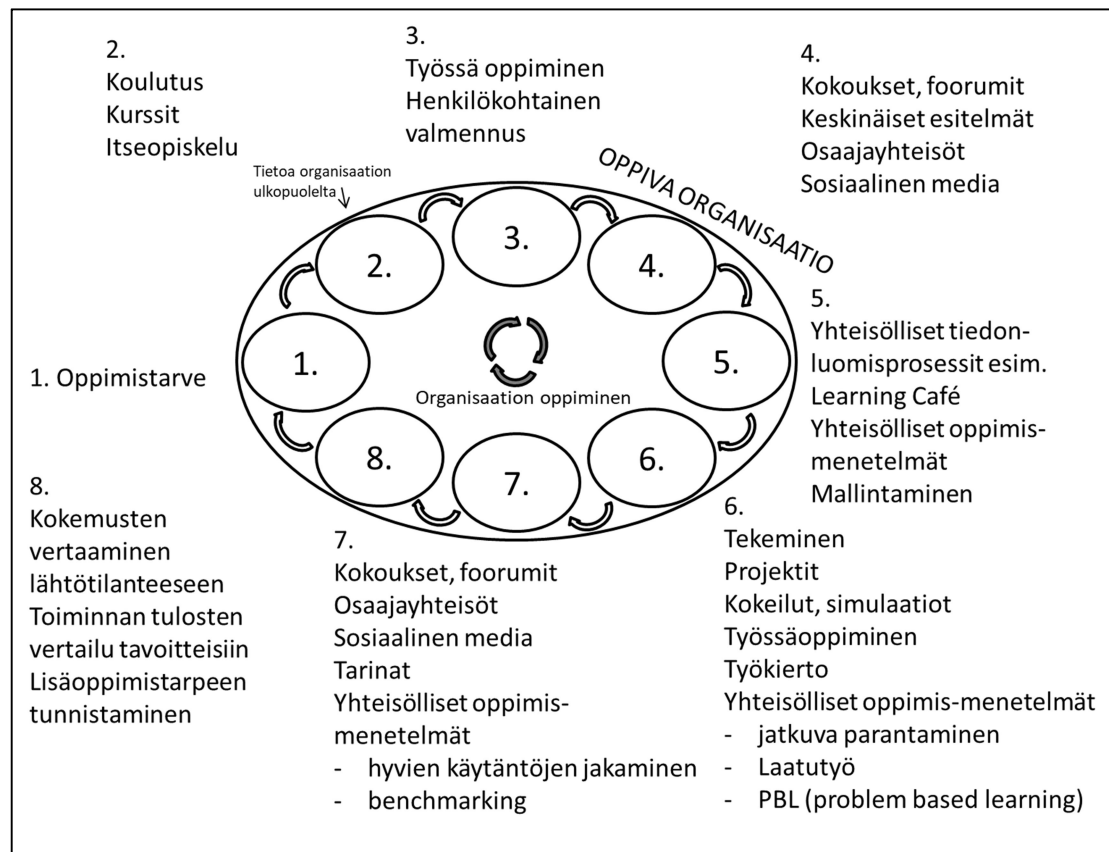 2.
Koulutus
Kurssit
Itseopiskelu
3.
Työssä oppiminen
Henkilökohtainen
valmennus
4.
Kokoukset, foorumit
Keskinäiset esitelmät
Osaajayhteisöt
Sosiaalinen media
Tietoa organisaation
ulkopuolelta
OPPIVA ORGANISAATIO
1.
2.
3.
4.
5.
6.
7.
8.
Organisaation oppiminen
1. Oppimistarve
5.
Yhteisölliset tiedon-
luomisprosessit esim.
Learning Café
Yhteisölliset oppimis-
menetelmät
Mallintaminen
6.
Tekeminen
Projektit
Kokeilut, simulaatiot
Työssäoppiminen
Työkierto
Yhteisölliset oppimis-menetelmät
- jatkuva parantaminen
- Laatutyö
- PBL (problem based learning)
7.
Kokoukset, foorumit
Osaajayhteisöt
Sosiaalinen media
Tarinat
Yhteisölliset oppimis-
menetelmät
- hyvien käytäntöjen jakaminen
- benchmarking
8.
Kokemusten
vertaaminen
lähtötilanteeseen
Toiminnan tulosten
vertailu tavoitteisiin
Lisäoppimistarpeen
tunnistaminen